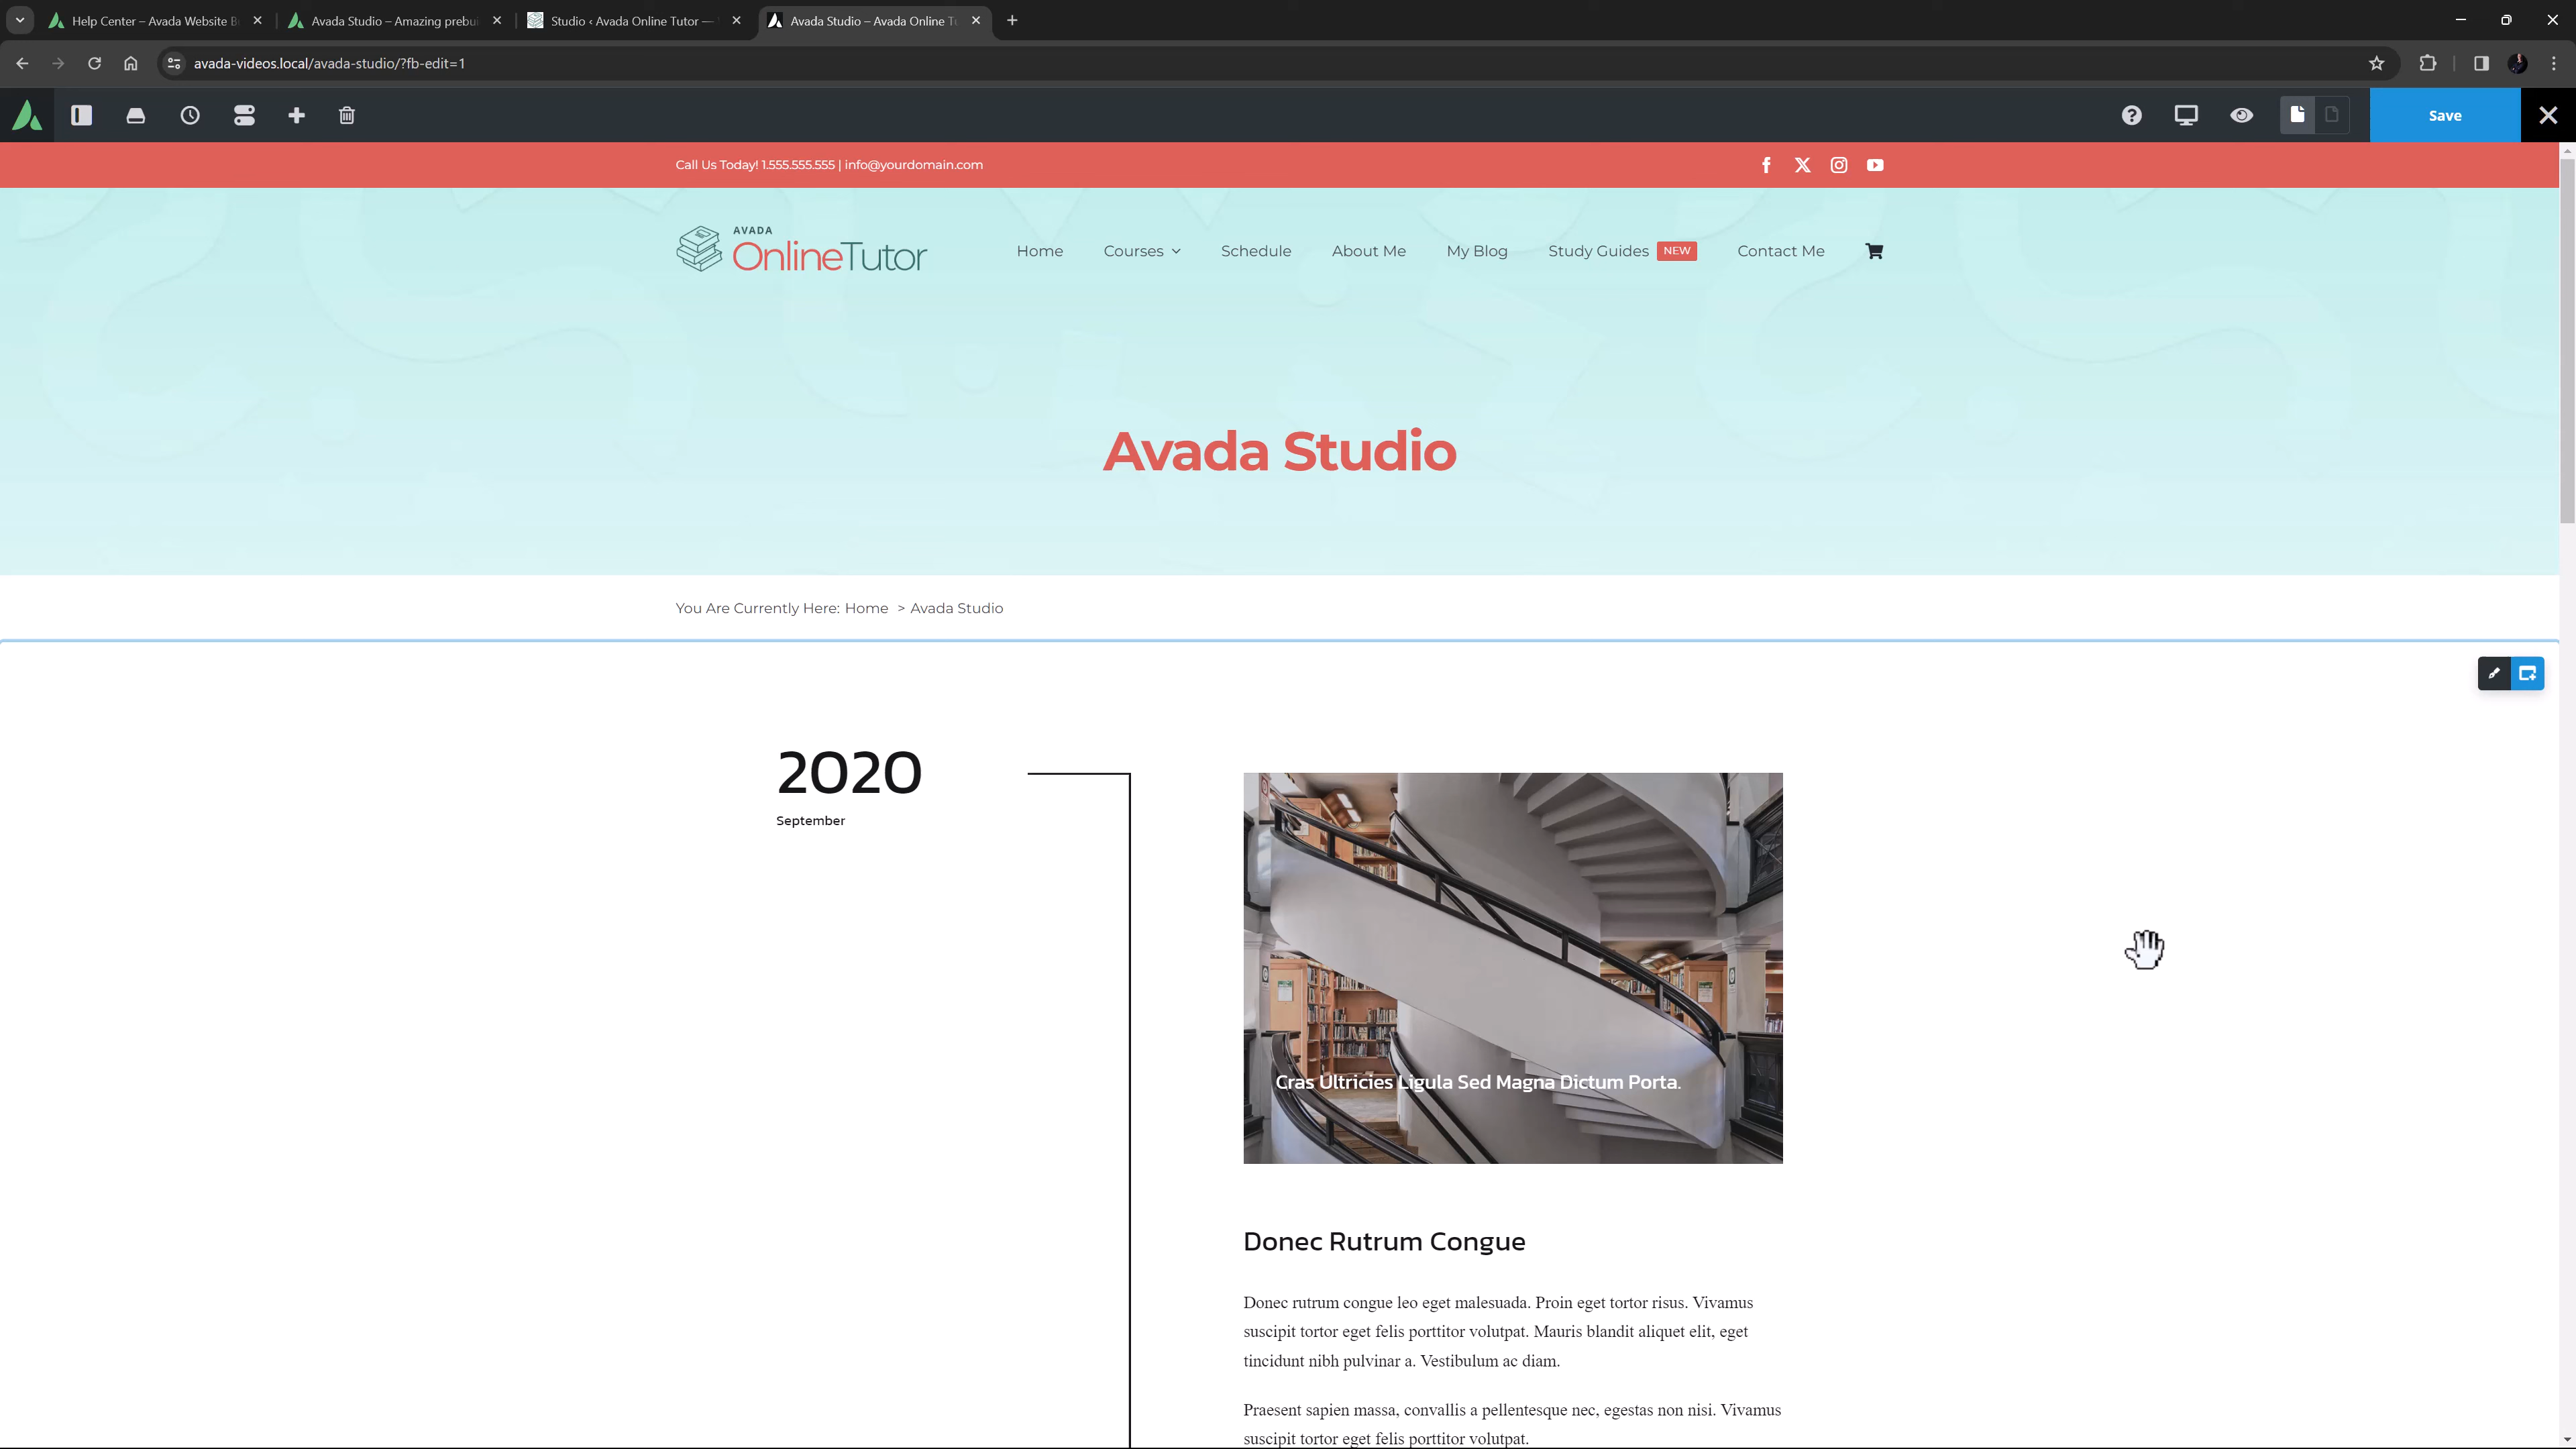 Help Center – Avada Website B
Avada Studio – Amazing prebui
Studio ‹ Avada Online Tutor —
Avada Studio – Avada Online T
avada-videos.local/avada-studio/?fb-edit=1
Save
Call Us Today! 1.555.555.555 | info@yourdomain.com
AVADA
OnlineTutor
Home
Courses
Schedule
About Me
My Blog
Study Guides NEW
Contact Me
Avada Studio
You Are Currently Here: Home > Avada Studio
2020
September
Cras Ultricies Ligula Sed Magna Dictum Porta.
Donec Rutrum Congue
Donec rutrum congue leo eget malesuada. Proin eget tortor risus. Vivamus
suscipit tortor eget felis porttitor volutpat. Mauris blandit aliquet elit, eget
tincidunt nibh pulvinar a. Vestibulum ac diam.
Praesent sapien massa, convallis a pellentesque nec, egestas non nisi. Vivamus
suscipit tortor eget felis porttitor volutpat.